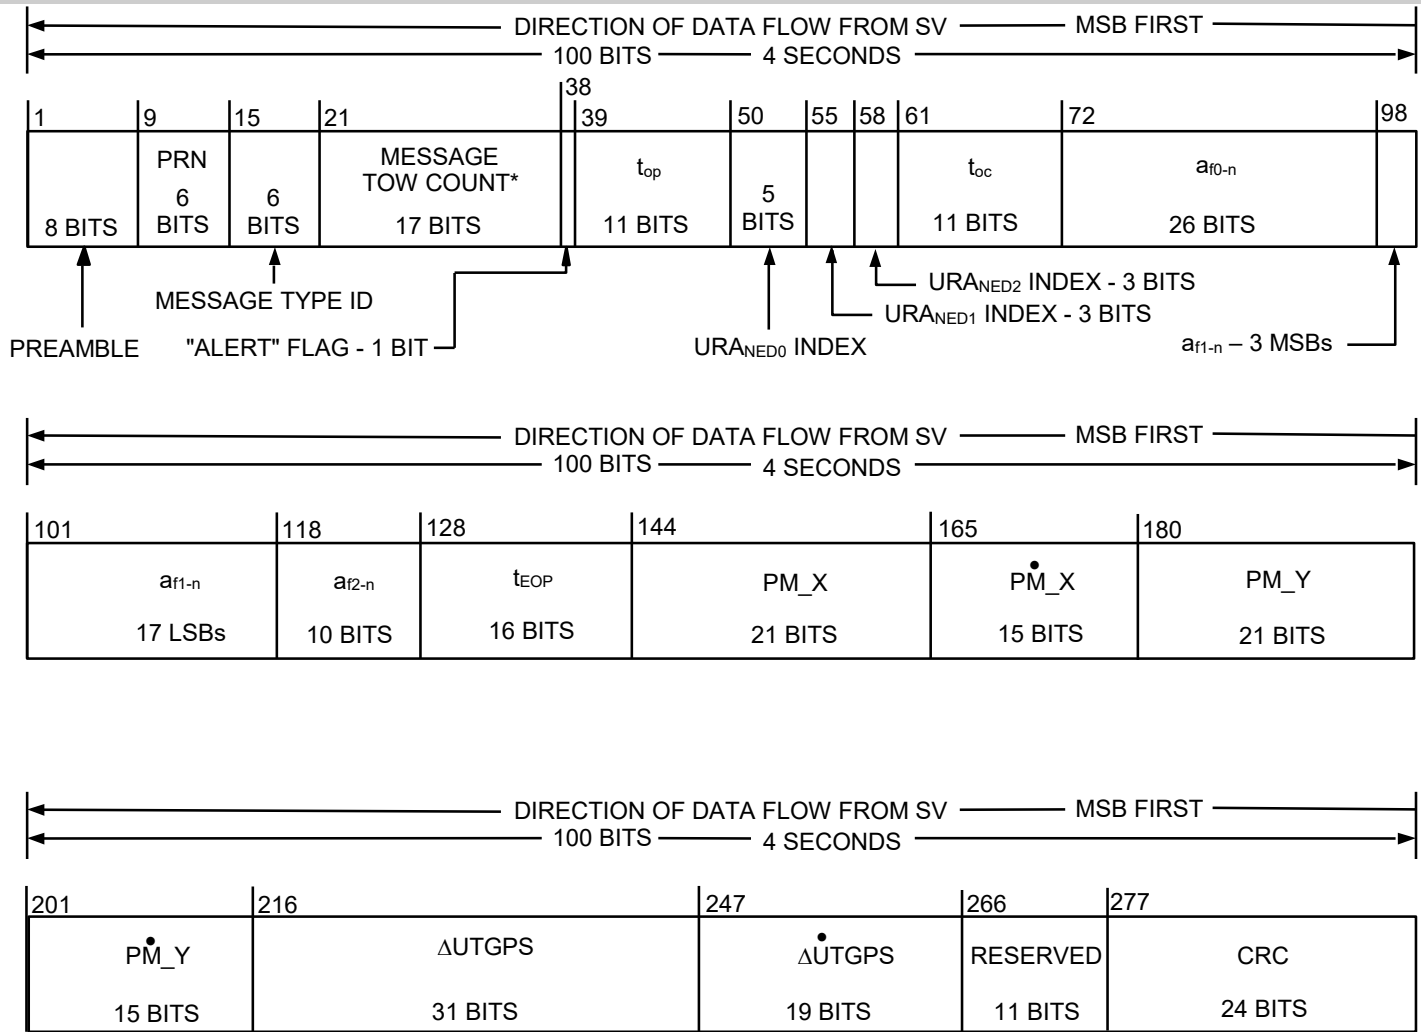 DIRECTION OF DATA FLOW FROM SV MSB FIRST
100 BITS 4 SECONDS
38
1 9 15 21 39 50 55 58 61 72 98
PRN MESSAGE t_op t_oc a_f0-n
TOW COUNT*
6 6 5
8 BITS BITS BITS 17 BITS 11 BITS BITS 11 BITS 26 BITS
URA_NED2 INDEX - 3 BITS
MESSAGE TYPE ID
URA_NED1 INDEX - 3 BITS
PREAMBLE "ALERT" FLAG - 1 BIT URA_NED0 INDEX a_f1-n – 3 MSBs
DIRECTION OF DATA FLOW FROM SV MSB FIRST
100 BITS 4 SECONDS
101 118 128 144 165 180
a_f1-n a_f2-n t_EOP PM_X PṀ_X PM_Y
17 LSBs 10 BITS 16 BITS 21 BITS 15 BITS 21 BITS
DIRECTION OF DATA FLOW FROM SV MSB FIRST
100 BITS 4 SECONDS
201 216 247 266 277
PṀ_Y ΔUTGPS ΔU̇TGPS RESERVED CRC
15 BITS 31 BITS 19 BITS 11 BITS 24 BITS